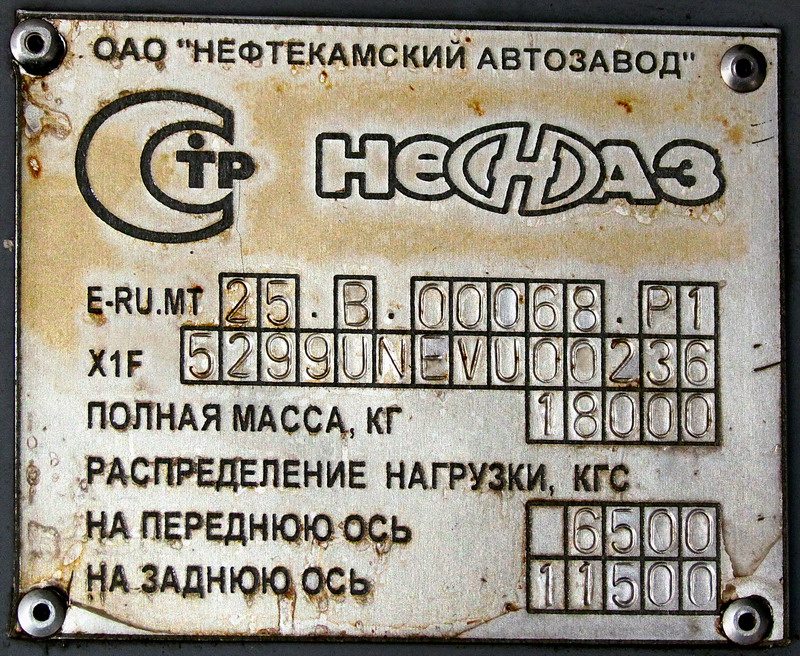 ОАО "НЕФТЕКАМСКИЙ АВТОЗАВОД"
СТР НЕФАЗ
E-RU.MT 25.B.00068.P1
X1F 5299UNEVU00236
ПОЛНАЯ МАССА, КГ 18000
РАСПРЕДЕЛЕНИЕ НАГРУЗКИ, КГС
НА ПЕРЕДНЮЮ ОСЬ 6500
НА ЗАДНЮЮ ОСЬ 11500